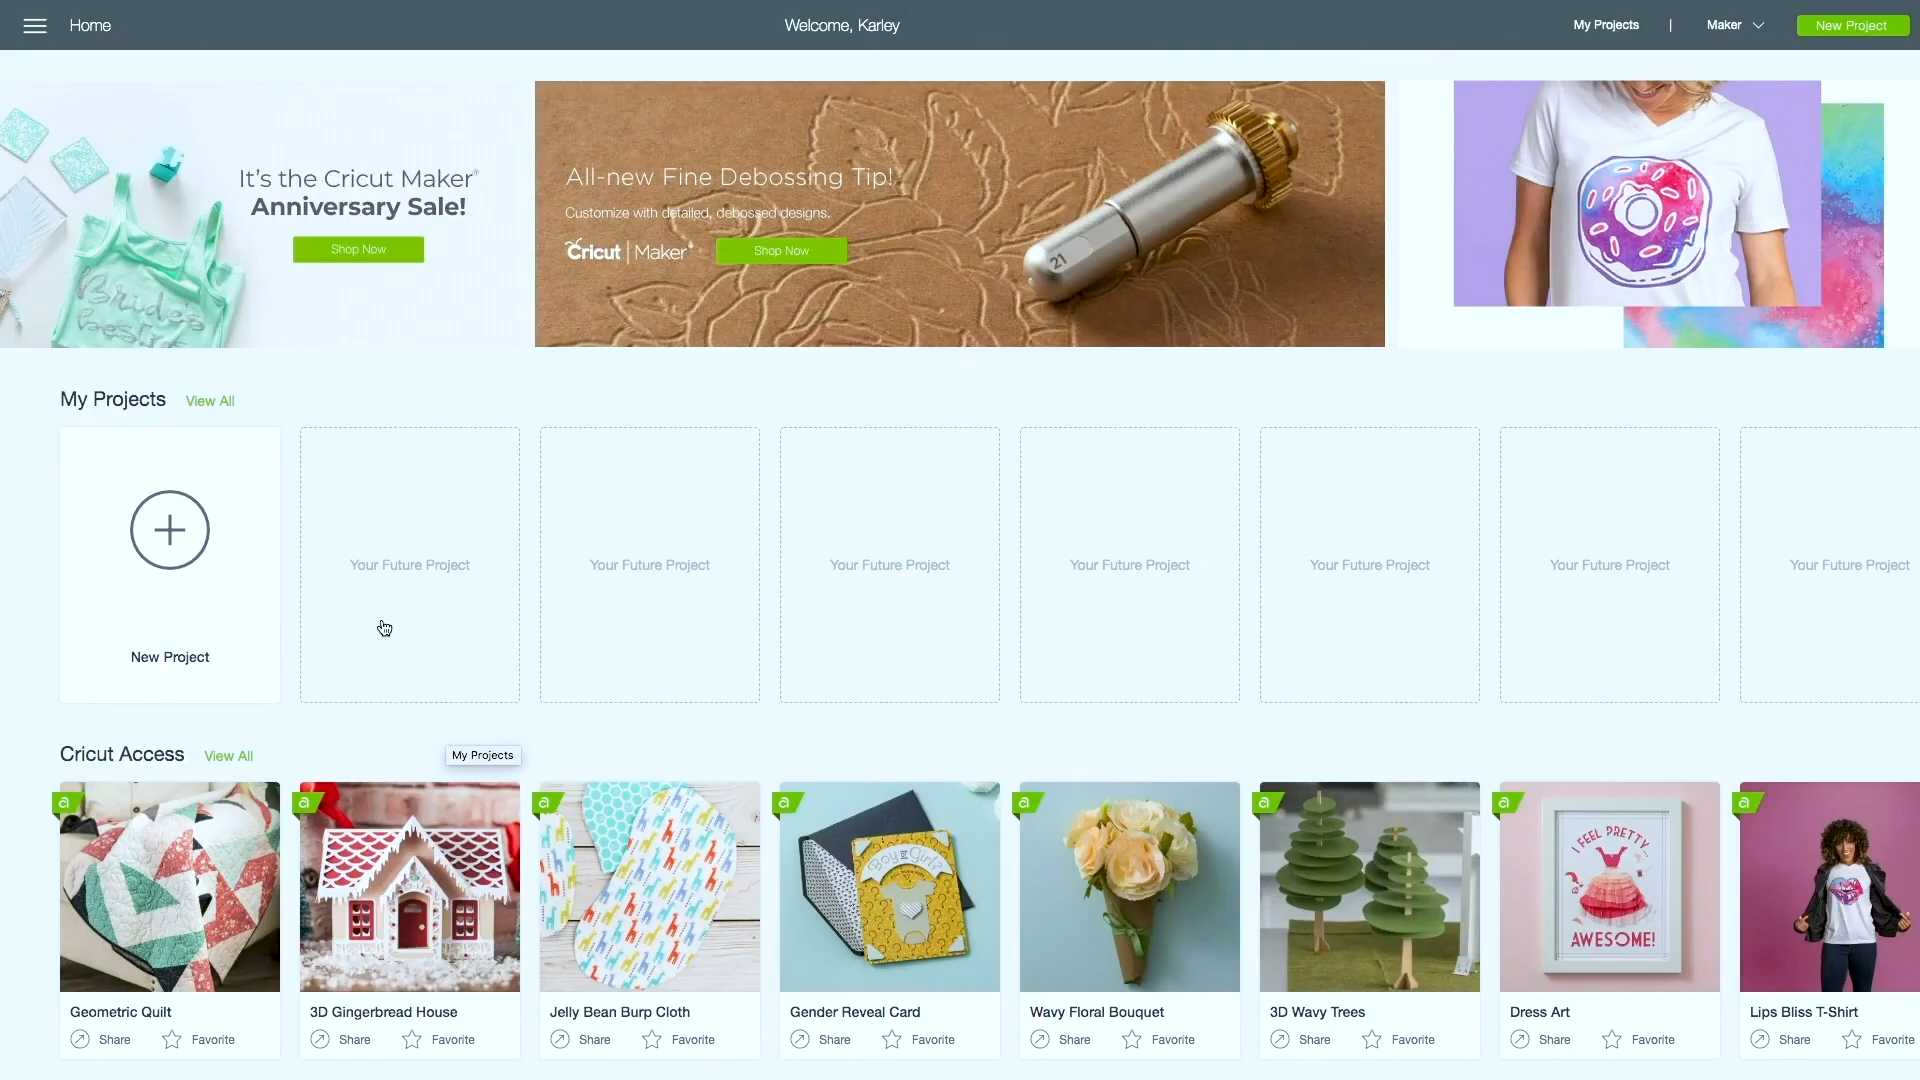 Home
Welcome, Karley
My Projects
|
Maker
New Project
It's the Cricut Maker®
Anniversary Sale!
Shop Now
Brides
best
All-new Fine Debossing Tip!
Customize with detailed, debossed designs.
Cricut | Maker®
Shop Now
21
My Projects
View All
New Project
Your Future Project
Your Future Project
Your Future Project
Your Future Project
Your Future Project
Your Future Project
Your Future Project
Cricut Access
View All
My Projects
a
a
a
a
a
a
a
a
Boy or Girl?
I FEEL PRETTY
AWESOME!
Geometric Quilt
Share
Favorite
3D Gingerbread House
Share
Favorite
Jelly Bean Burp Cloth
Share
Favorite
Gender Reveal Card
Share
Favorite
Wavy Floral Bouquet
Share
Favorite
3D Wavy Trees
Share
Favorite
Dress Art
Share
Favorite
Lips Bliss T-Shirt
Share
Favorite